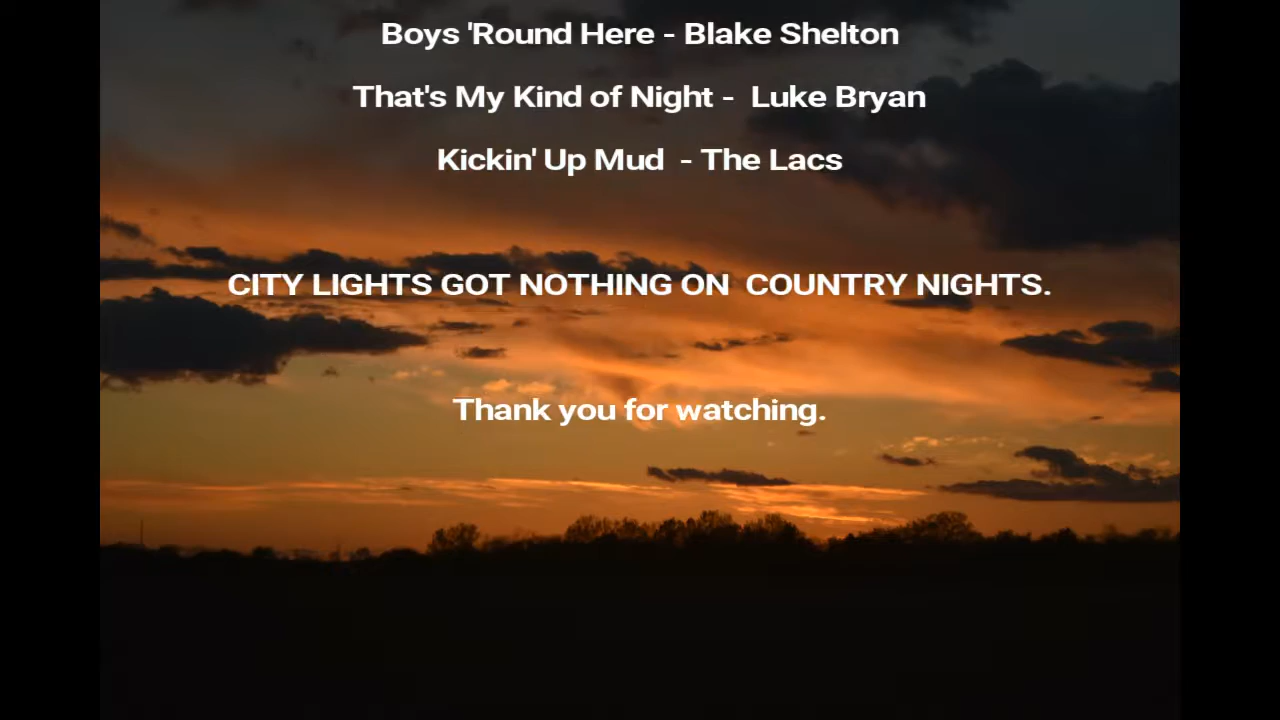 Boys 'Round Here - Blake Shelton
That's My Kind of Night -  Luke Bryan
Kickin' Up Mud  - The Lacs
CITY LIGHTS GOT NOTHING ON  COUNTRY NIGHTS.
Thank you for watching.